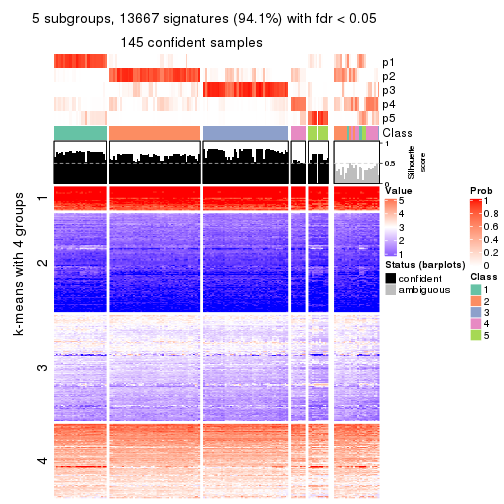 5 subgroups, 13667 signatures (94.1%) with fdr < 0.05
145 confident samples
p1
p2
p3
p4
p5
Class
1
0.5
0
Silhouette
score
k-means with 4 groups
1
2
3
4
Value
5
4
3
2
1
Status (barplots)
confident
ambiguous
Prob
1
0.8
0.6
0.4
0.2
0
Class
1
2
3
4
5